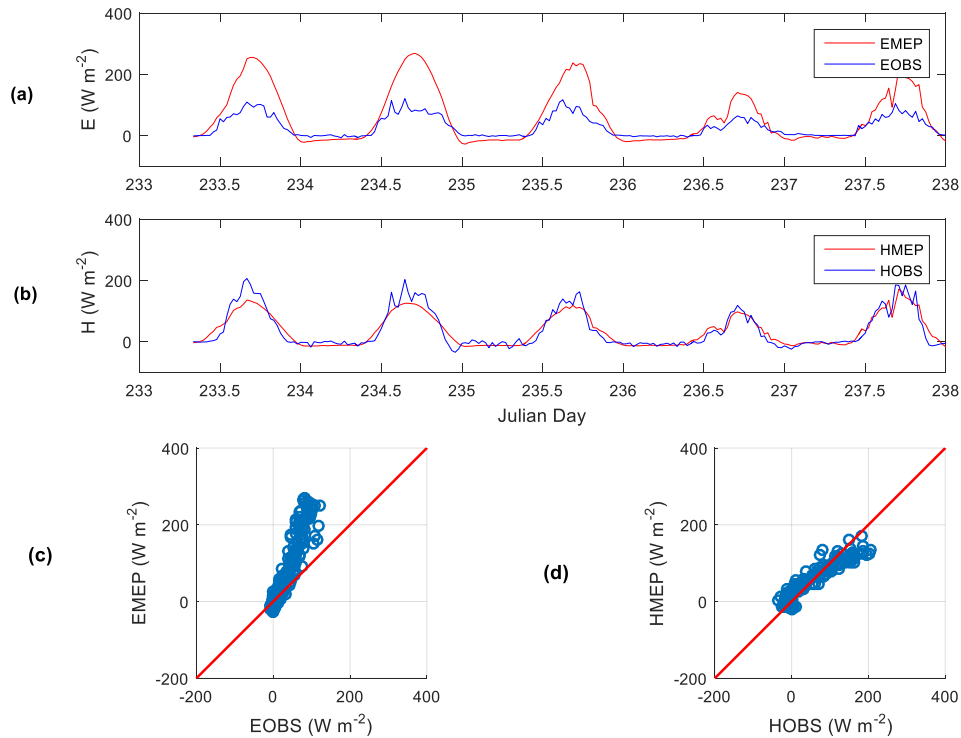 (a)
E (W m⁻²)
400
200
0
EMEP
EOBS
233 233.5 234 234.5 235 235.5 236 236.5 237 237.5 238
(b)
H (W m⁻²)
400
200
0
HMEP
HOBS
233 233.5 234 234.5 235 235.5 236 236.5 237 237.5 238
Julian Day
(c)
EMEP (W m⁻²)
400
200
0
-200
-200 0 200 400
EOBS (W m⁻²)
(d)
HMEP (W m⁻²)
400
200
0
-200
-200 0 200 400
HOBS (W m⁻²)